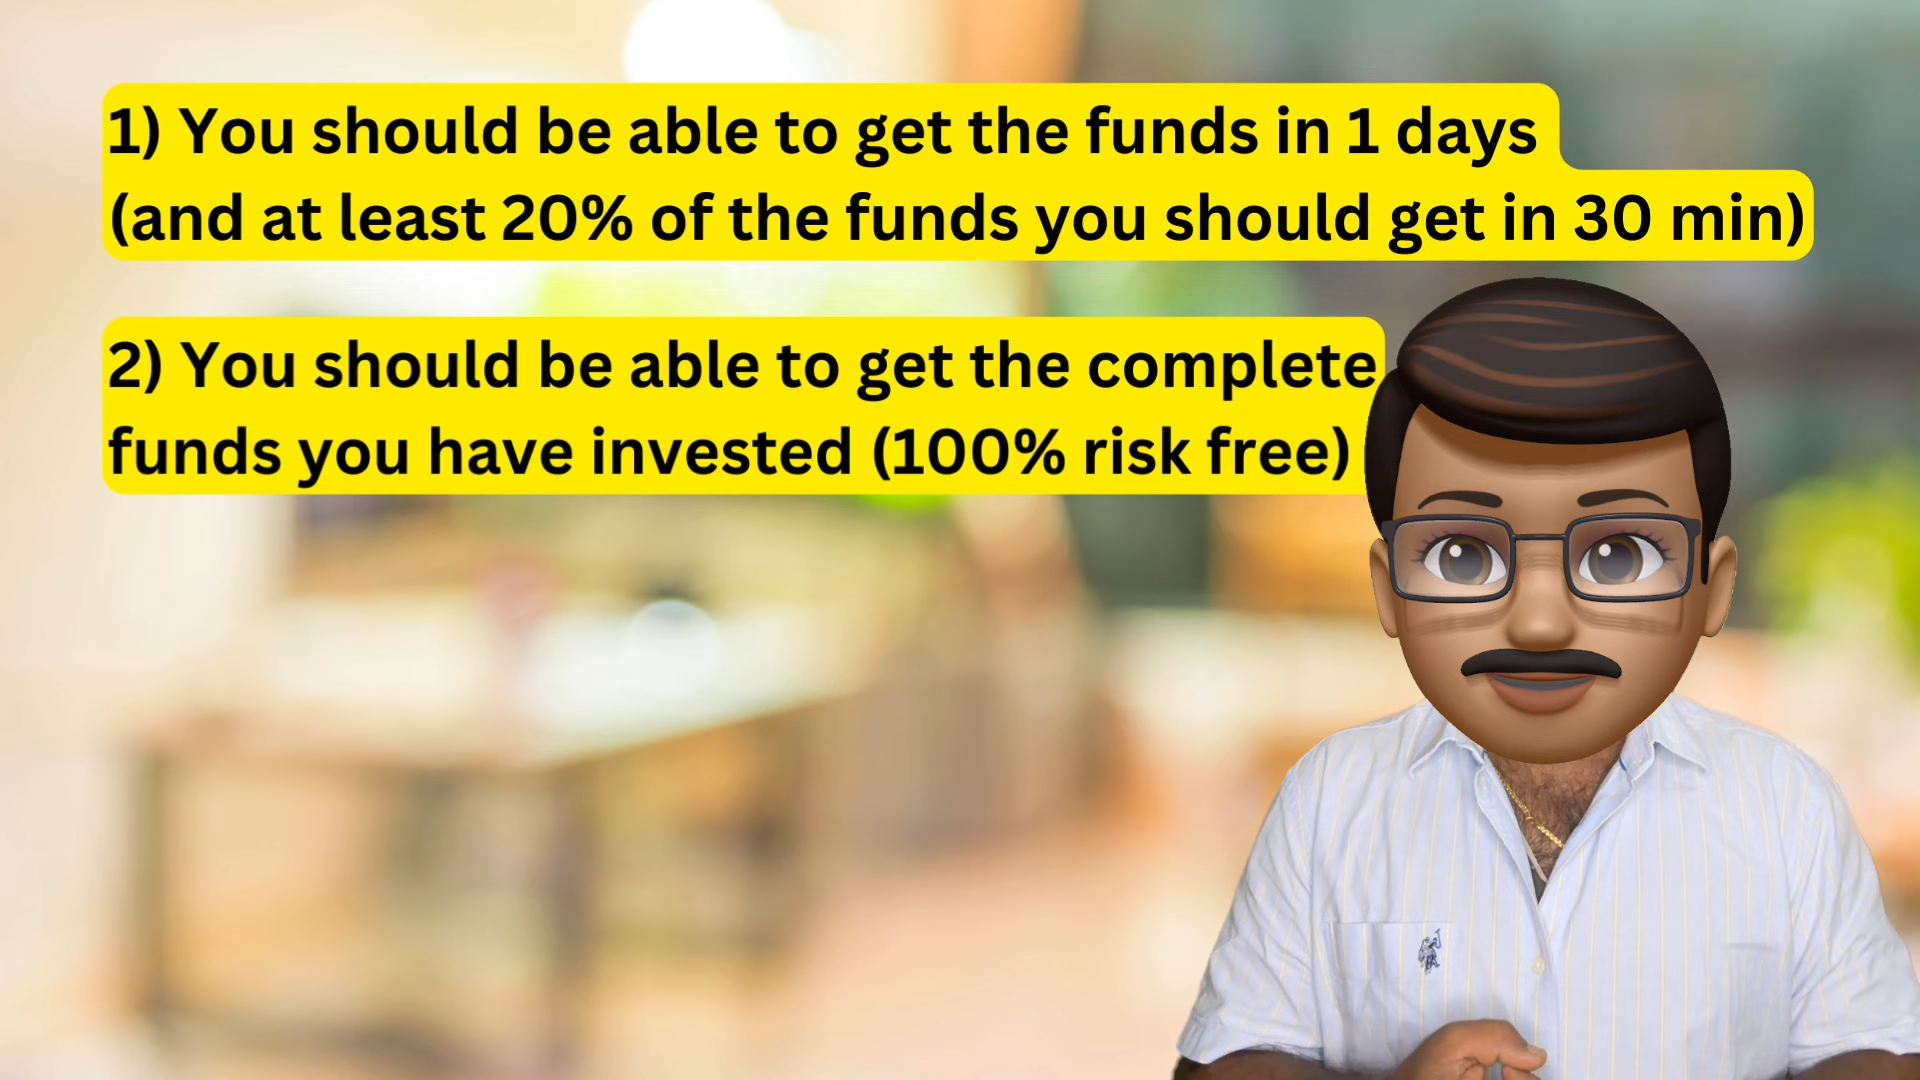 1) You should be able to get the funds in 1 days
(and at least 20% of the funds you should get in 30 min)
2) You should be able to get the complete
funds you have invested (100% risk free)